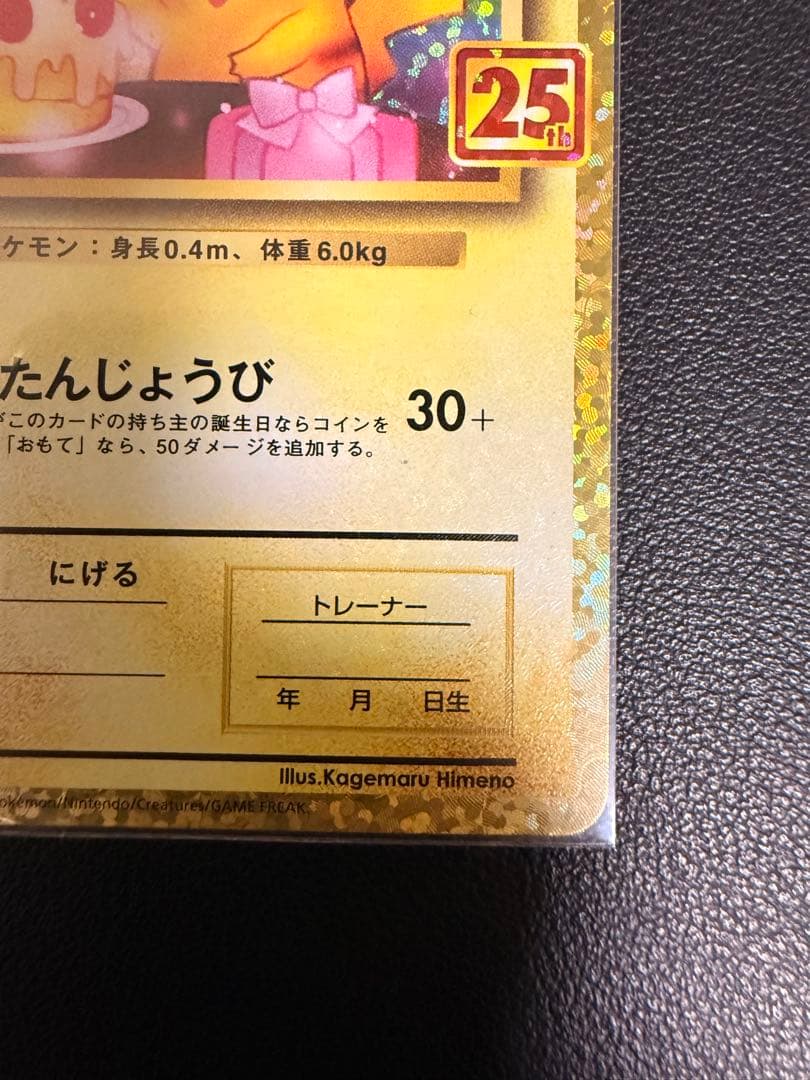 25th
ケモン：身長0.4m、体重6.0kg
たんじょうび
30+
がこのカードの持ち主の誕生日ならコインを
「おもて」なら、50ダメージを追加する。
にげる
トレーナー
年 月 日生
Illus.Kagemaru Himeno
okémon/Nintendo/Creatures/GAME FREAK.